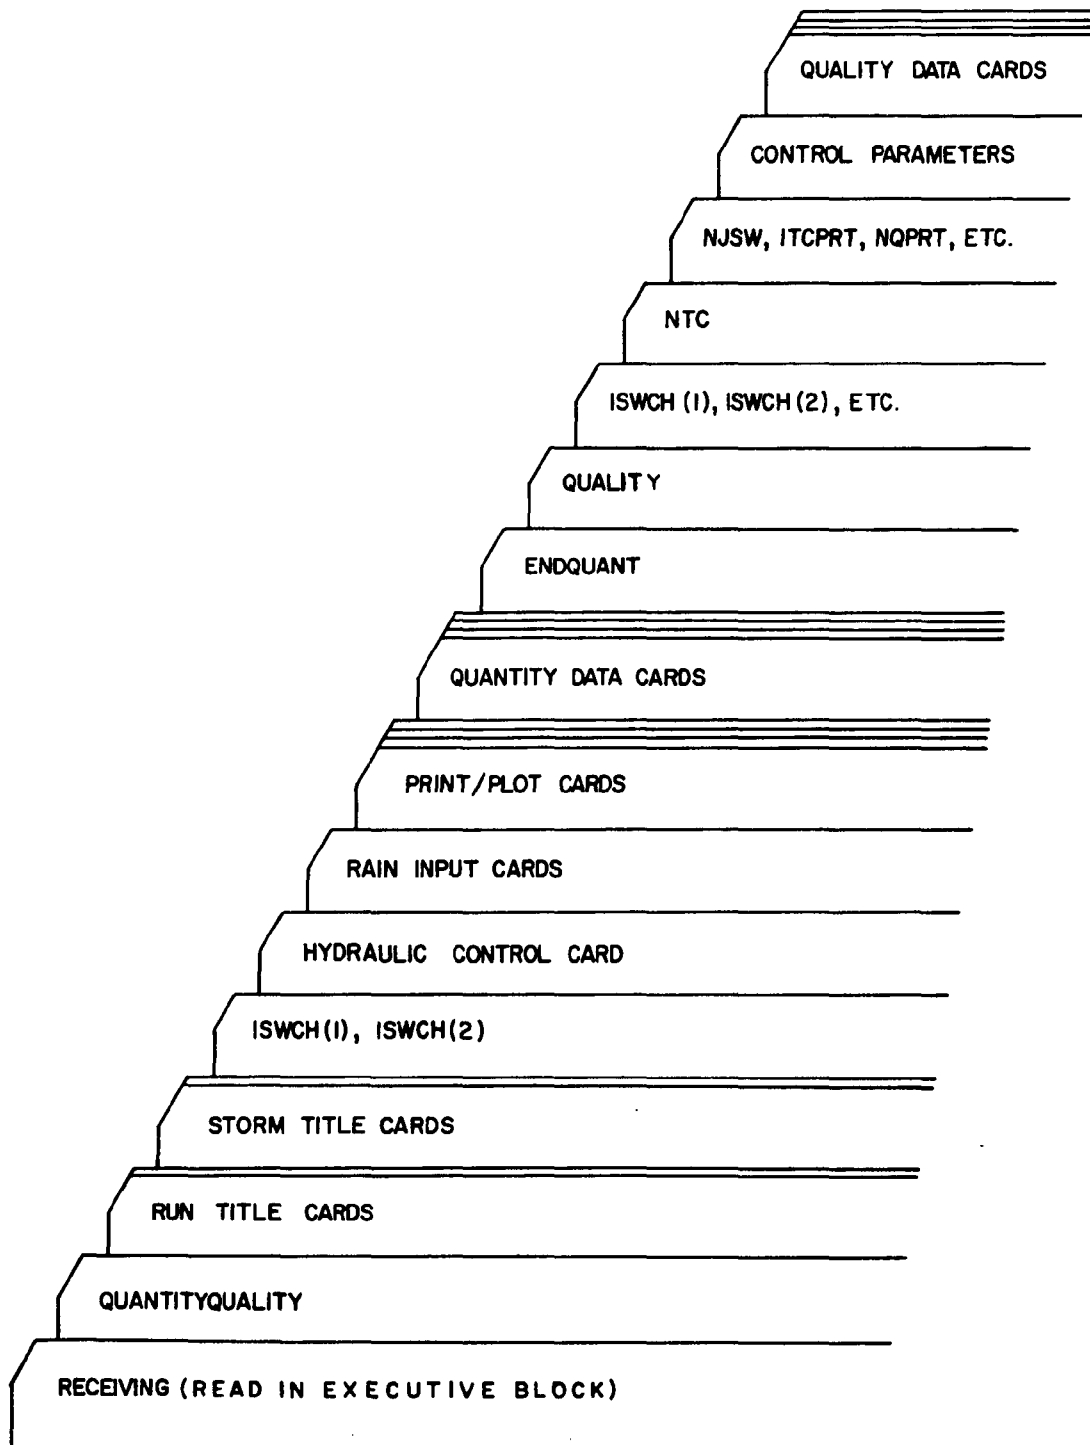 QUALITY DATA CARDS
CONTROL PARAMETERS
NJSW, ITCPRT, NQPRT, ETC.
NTC
ISWCH (1), ISWCH (2), ETC.
QUALITY
ENDQUANT
QUANTITY DATA CARDS
PRINT/PLOT CARDS
RAIN INPUT CARDS
HYDRAULIC CONTROL CARD
ISWCH(1), ISWCH(2)
STORM TITLE CARDS
RUN TITLE CARDS
QUANTITYQUALITY
RECEIVING (READ IN EXECUTIVE BLOCK)